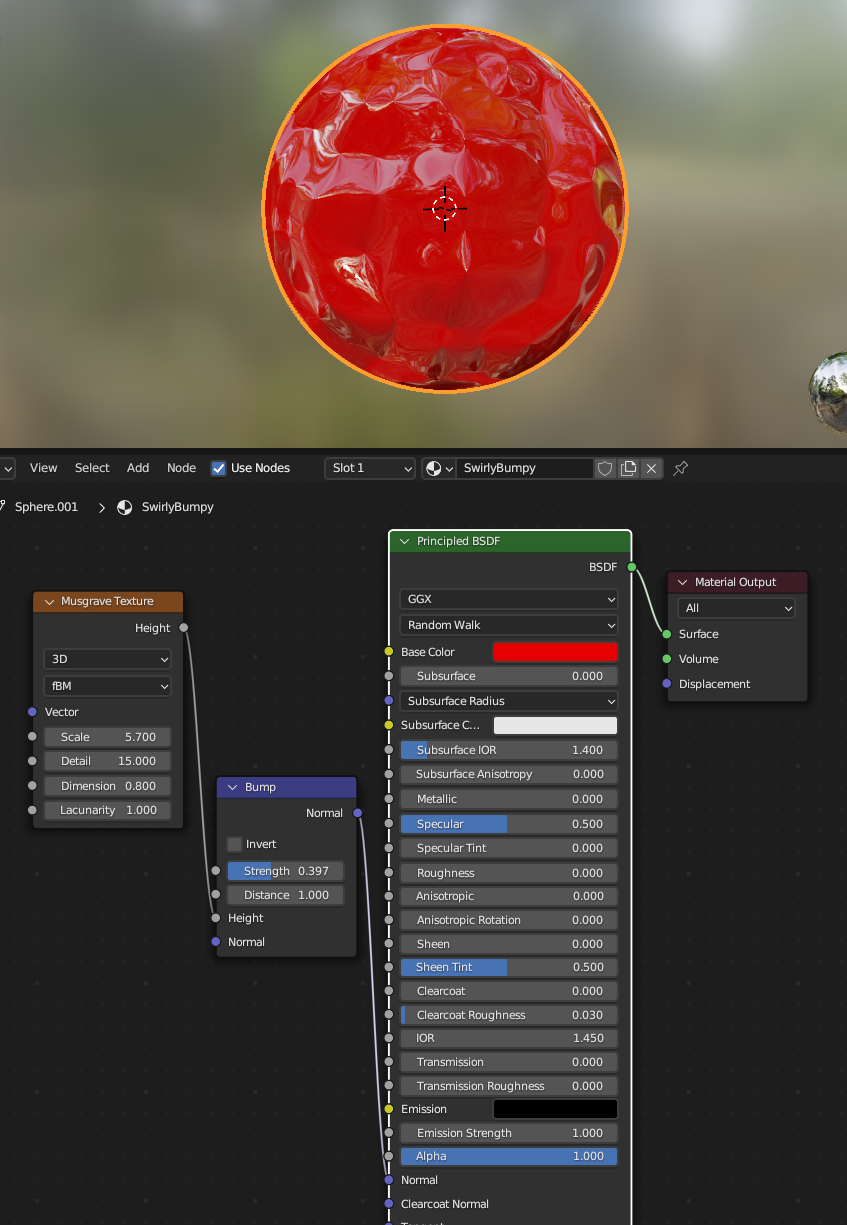 View Select Add Node Use Nodes Slot 1 SwirlyBumpy
Sphere.001 SwirlyBumpy
Musgrave Texture
Height
3D
fBM
Vector
Scale 5.700
Detail 15.000
Dimension 0.800
Lacunarity 1.000
Bump
Normal
Invert
Strength 0.397
Distance 1.000
Height
Normal
Principled BSDF
BSDF
GGX
Random Walk
Base Color
Subsurface 0.000
Subsurface Radius
Subsurface C...
Subsurface IOR 1.400
Subsurface Anisotropy 0.000
Metallic 0.000
Specular 0.500
Specular Tint 0.000
Roughness 0.000
Anisotropic 0.000
Anisotropic Rotation 0.000
Sheen 0.000
Sheen Tint 0.500
Clearcoat 0.000
Clearcoat Roughness 0.030
IOR 1.450
Transmission 0.000
Transmission Roughness 0.000
Emission
Emission Strength 1.000
Alpha 1.000
Normal
Clearcoat Normal
Material Output
All
Surface
Volume
Displacement